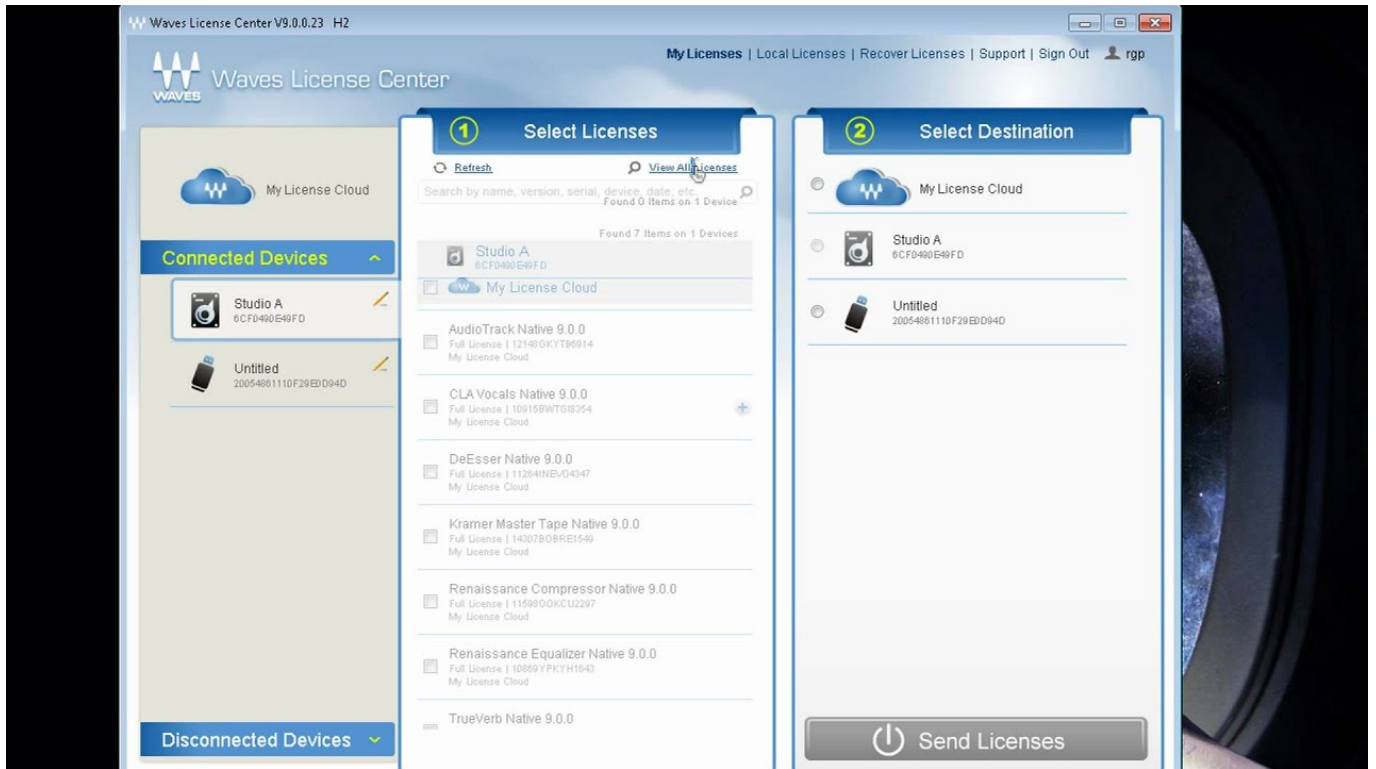 Waves License Center V9.0.0.23 H2
My Licenses | Local Licenses | Recover Licenses | Support | Sign Out rgp
WAVES
Waves License Center
My License Cloud
Connected Devices
Studio A
6CF0490E49FD
Untitled
20054861110F29EDD94D
Disconnected Devices
1 Select Licenses
Refresh
View All Licenses
Search by name, version, serial, device, date, etc.
Found 0 Items on 1 Device
Found 7 Items on 1 Devices
Studio A
6CF0490E49FD
My License Cloud
AudioTrack Native 9.0.0
Full License |
My License Cloud
CLA Vocals Native 9.0.0
Full License |
My License Cloud
DeEsser Native 9.0.0
Full License |
My License Cloud
Kramer Master Tape Native 9.0.0
Full License |
My License Cloud
Renaissance Compressor Native 9.0.0
Full License |
My License Cloud
Renaissance Equalizer Native 9.0.0
Full License |
My License Cloud
TrueVerb Native 9.0.0
2 Select Destination
My License Cloud
Studio A
6CF0490E49FD
Untitled
20054861110F29EDD94D
Send Licenses